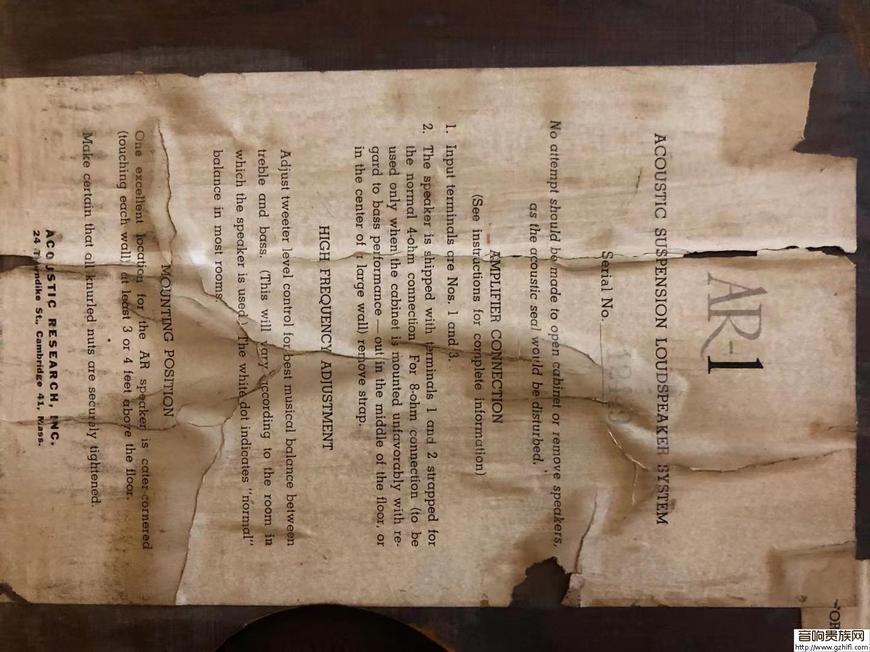 AR-1
ACOUSTIC SUSPENSION LOUDSPEAKER SYSTEM
Serial No.
No attempt should be made to open cabinet or remove speakers,
as the acoustic seal would be disturbed.
AMPLIFIER CONNECTION
(See instructions for complete information)
1. Input terminals are Nos. 1 and 3.
2. The speaker is shipped with terminals 1 and 2 strapped for
the normal 4-ohm connection. For 8-ohm connection (to be
used only when the cabinet is mounted unfavorably with re-
gard to bass performance — out in the middle of the floor, or
in the center of a large wall) remove strap.
HIGH FREQUENCY ADJUSTMENT
Adjust tweeter level control for best musical balance between
treble and bass. (This will vary according to the room in
which the speaker is used.) The white dot indicates "normal"
balance in most rooms.
MOUNTING POSITION
One excellent location for the AR speaker is cater-cornered
(touching each wall) at least 3 or 4 feet above the floor.
Make certain that all knurled nuts are securely tightened.
ACOUSTIC RESEARCH, INC.
24 Thorndike St., Cambridge 41, Mass.
音响贵族网
http://www.gzhifi.com